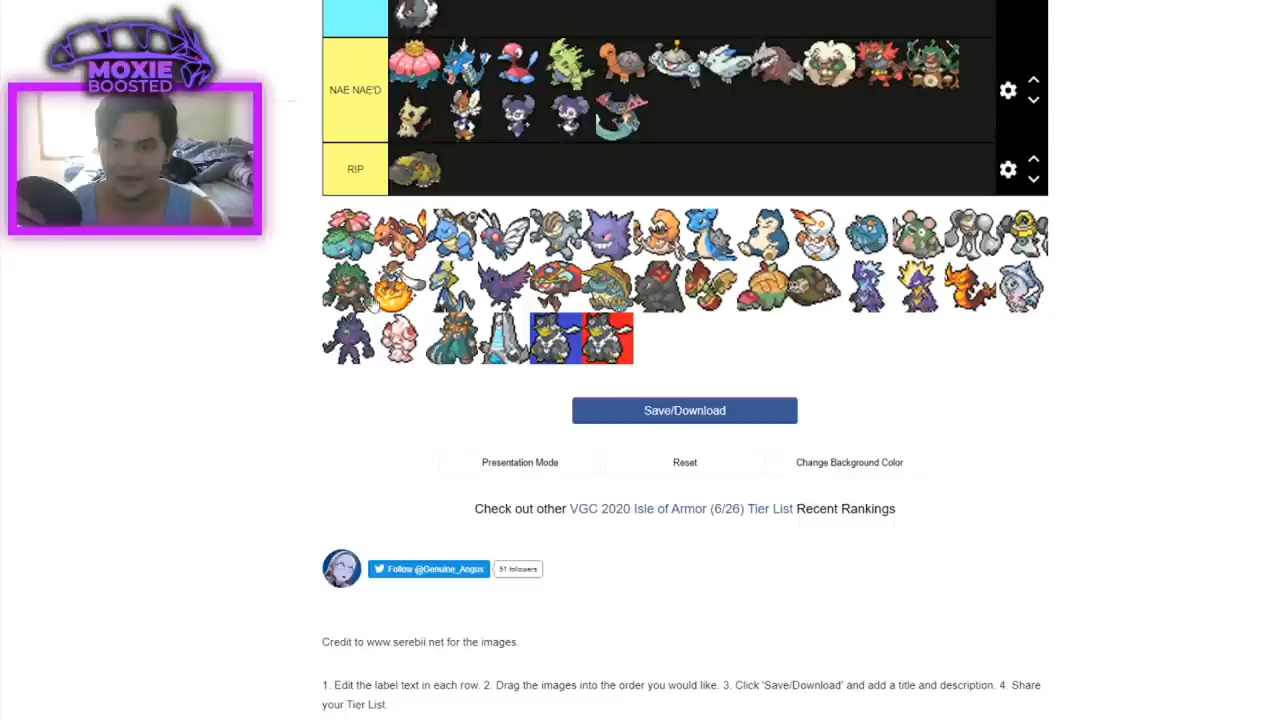 MOXIE
BOOSTED
NAE NAE'D
RIP
Save/Download
Presentation Mode
Reset
Change Background Color
Check out other VGC 2020 Isle of Armor (6/26) Tier List Recent Rankings
Follow @Genuine_Angus
51 followers
Credit to www.serebii.net for the images.
1. Edit the label text in each row. 2. Drag the images into the order you would like. 3. Click 'Save/Download' and add a title and description. 4. Share
your Tier List.